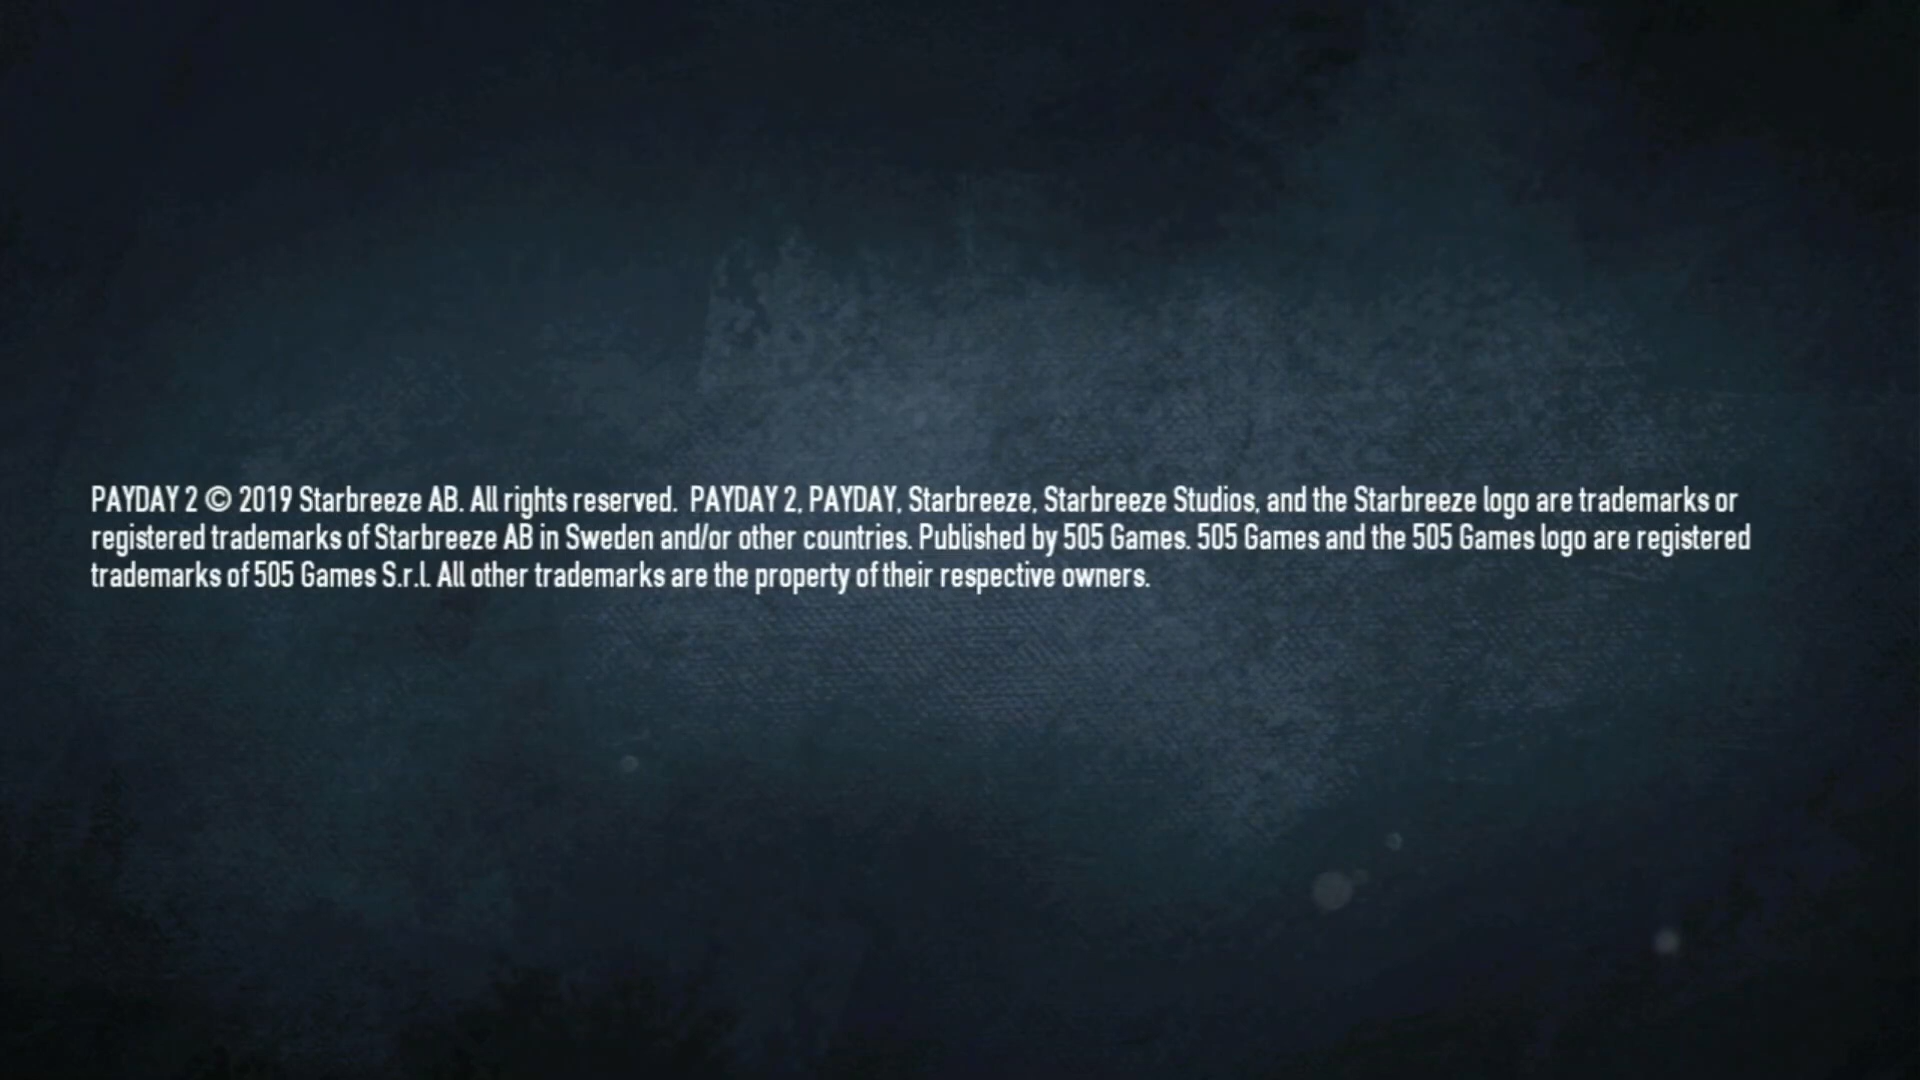 PAYDAY 2 © 2019 Starbreeze AB. All rights reserved.  PAYDAY 2, PAYDAY, Starbreeze, Starbreeze Studios, and the Starbreeze logo are trademarks or
registered trademarks of Starbreeze AB in Sweden and/or other countries. Published by 505 Games. 505 Games and the 505 Games logo are registered
trademarks of 505 Games S.r.l. All other trademarks are the property of their respective owners.